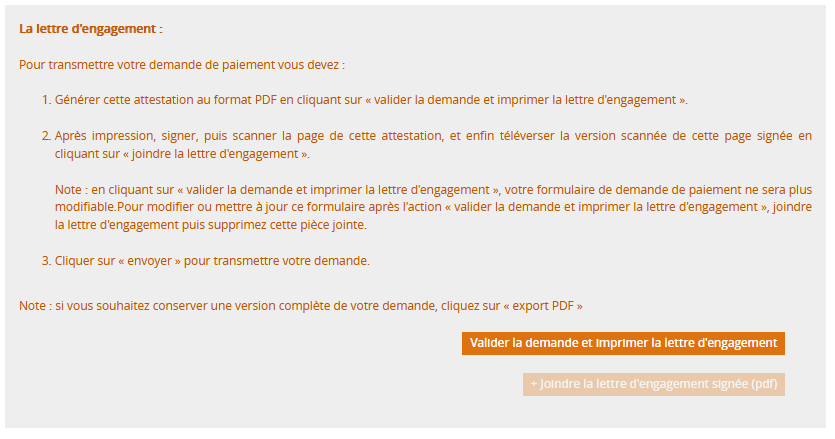 La lettre d'engagement :
Pour transmettre votre demande de paiement vous devez :
1. Générer cette attestation au format PDF en cliquant sur « valider la demande et imprimer la lettre d'engagement ».
2. Après impression, signer, puis scanner la page de cette attestation, et enfin téléverser la version scannée de cette page signée en
cliquant sur « joindre la lettre d'engagement ».
Note : en cliquant sur « valider la demande et imprimer la lettre d'engagement », votre formulaire de demande de paiement ne sera plus
modifiable.Pour modifier ou mettre à jour ce formulaire après l'action « valider la demande et imprimer la lettre d'engagement », joindre
la lettre d'engagement puis supprimez cette pièce jointe.
3. Cliquer sur « envoyer » pour transmettre votre demande.
Note : si vous souhaitez conserver une version complète de votre demande, cliquez sur « export PDF »
Valider la demande et imprimer la lettre d'engagement
+ Joindre la lettre d'engagement signée (pdf)